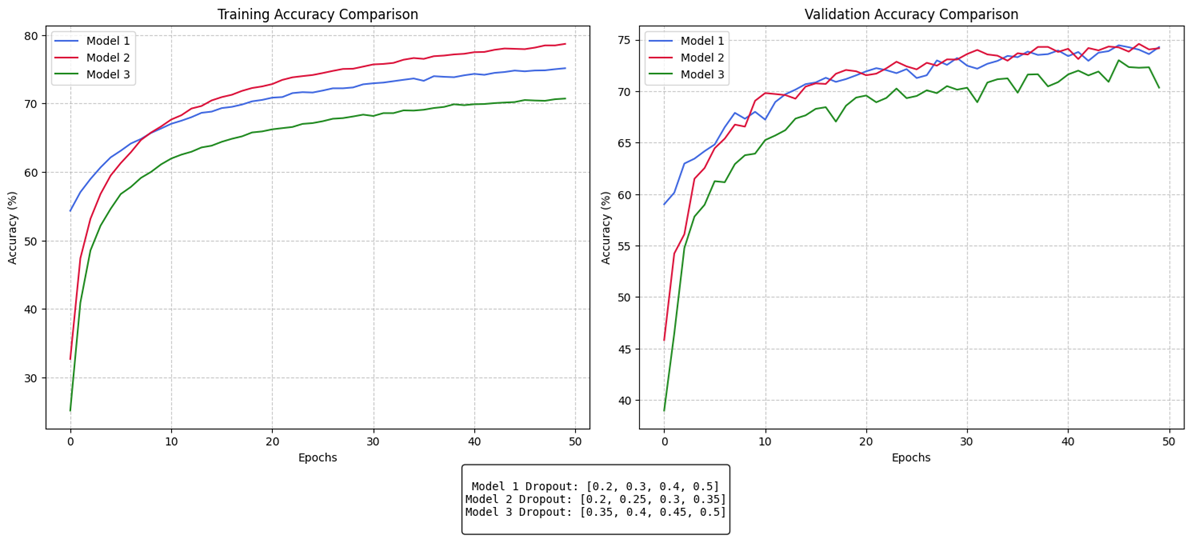 Training Accuracy Comparison
Validation Accuracy Comparison
Model 1
Model 2
Model 3
Model 1
Model 2
Model 3
Accuracy (%)
80
70
60
50
40
30
0 10 20 30 40 50
Epochs
Accuracy (%)
75
70
65
60
55
50
45
40
0 10 20 30 40 50
Epochs
Model 1 Dropout: [0.2, 0.3, 0.4, 0.5]
Model 2 Dropout: [0.2, 0.25, 0.3, 0.35]
Model 3 Dropout: [0.35, 0.4, 0.45, 0.5]